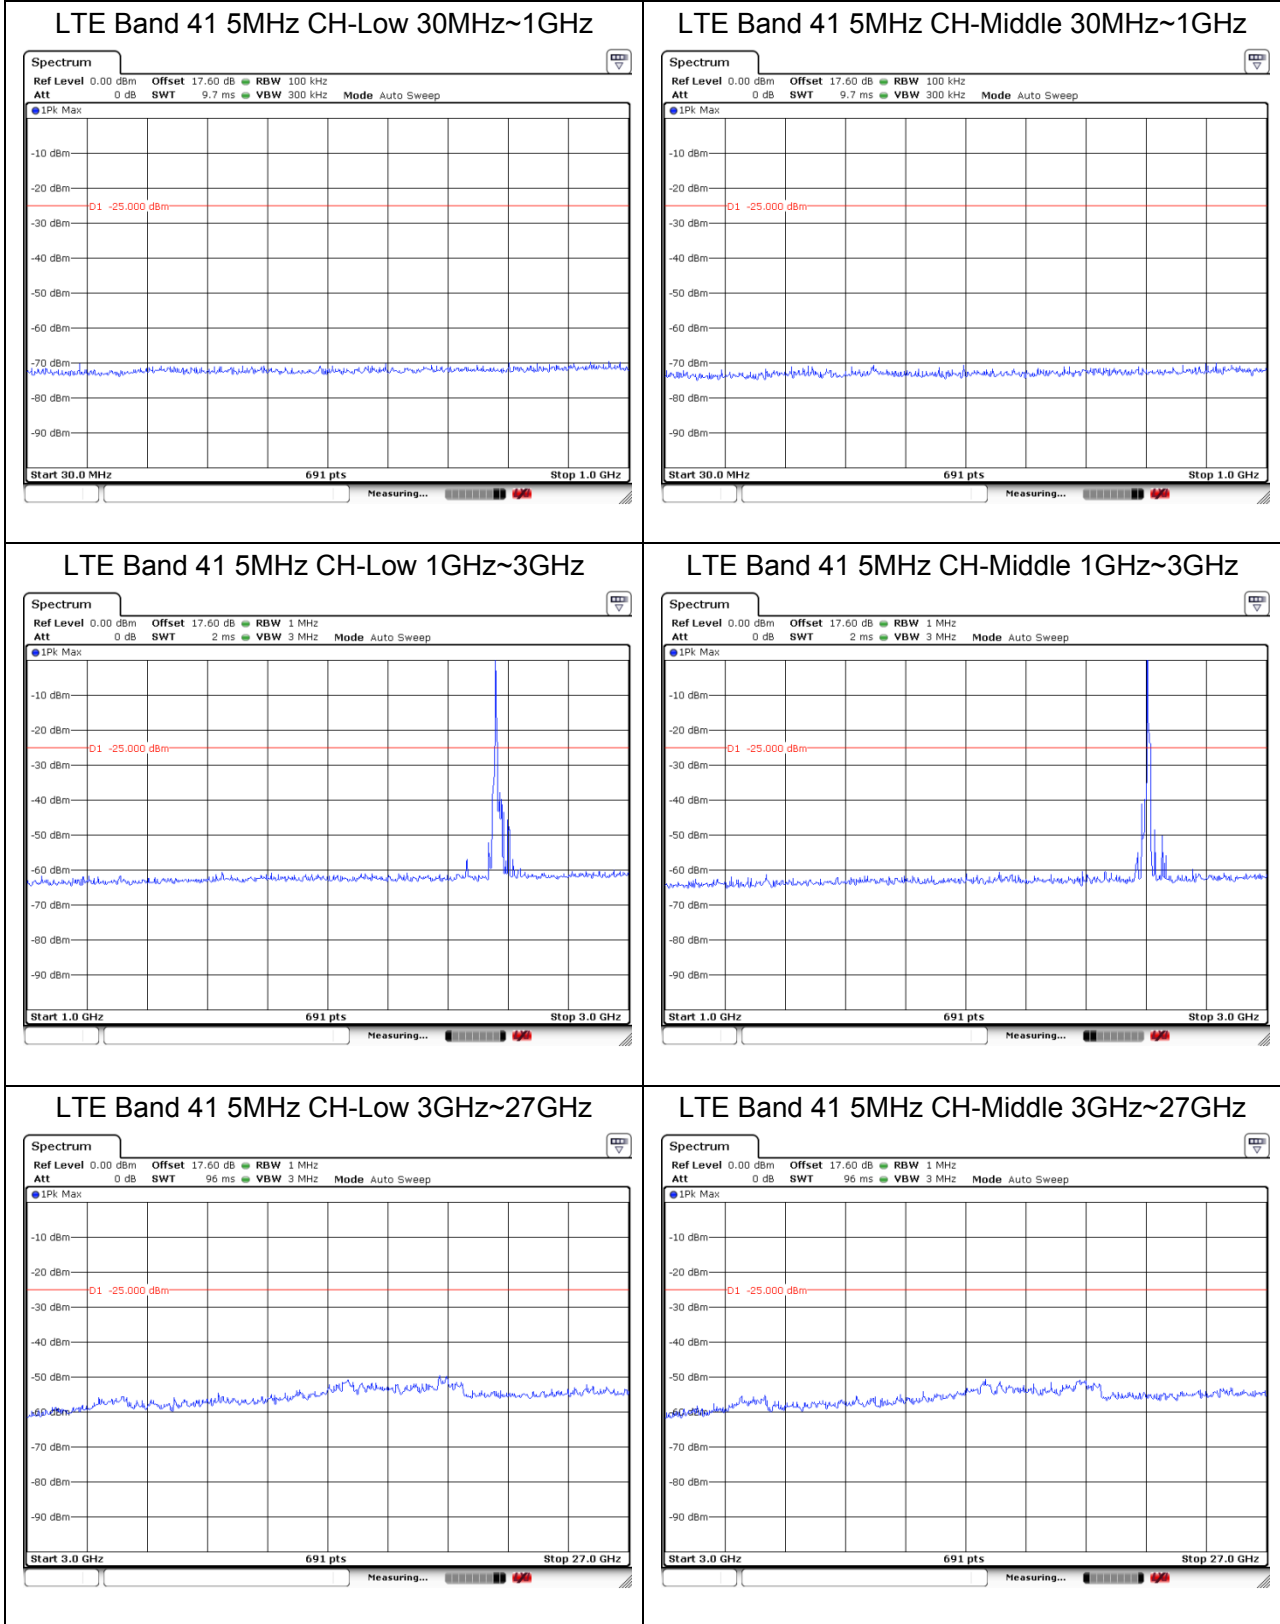 LTE Band 41 5MHz CH-Low 30MHz~1GHz
Spectrum
Ref Level 0.00 dBm Offset 17.60 dB RBW 100 kHz
Att 0 dB SWT 9.7 ms VBW 300 kHz Mode Auto Sweep
1Pk Max
-10 dBm
-20 dBm
D1 -25.000 dBm
-30 dBm
-40 dBm
-50 dBm
-60 dBm
-70 dBm
-80 dBm
-90 dBm
Start 30.0 MHz 691 pts Stop 1.0 GHz
Measuring...
LTE Band 41 5MHz CH-Middle 30MHz~1GHz
Spectrum
Ref Level 0.00 dBm Offset 17.60 dB RBW 100 kHz
Att 0 dB SWT 9.7 ms VBW 300 kHz Mode Auto Sweep
1Pk Max
-10 dBm
-20 dBm
D1 -25.000 dBm
-30 dBm
-40 dBm
-50 dBm
-60 dBm
-70 dBm
-80 dBm
-90 dBm
Start 30.0 MHz 691 pts Stop 1.0 GHz
Measuring...
LTE Band 41 5MHz CH-Low 1GHz~3GHz
Spectrum
Ref Level 0.00 dBm Offset 17.60 dB RBW 1 MHz
Att 0 dB SWT 2 ms VBW 3 MHz Mode Auto Sweep
1Pk Max
-10 dBm
-20 dBm
D1 -25.000 dBm
-30 dBm
-40 dBm
-50 dBm
-60 dBm
-70 dBm
-80 dBm
-90 dBm
Start 1.0 GHz 691 pts Stop 3.0 GHz
Measuring...
LTE Band 41 5MHz CH-Middle 1GHz~3GHz
Spectrum
Ref Level 0.00 dBm Offset 17.60 dB RBW 1 MHz
Att 0 dB SWT 2 ms VBW 3 MHz Mode Auto Sweep
1Pk Max
-10 dBm
-20 dBm
D1 -25.000 dBm
-30 dBm
-40 dBm
-50 dBm
-60 dBm
-70 dBm
-80 dBm
-90 dBm
Start 1.0 GHz 691 pts Stop 3.0 GHz
Measuring...
LTE Band 41 5MHz CH-Low 3GHz~27GHz
Spectrum
Ref Level 0.00 dBm Offset 17.60 dB RBW 1 MHz
Att 0 dB SWT 96 ms VBW 3 MHz Mode Auto Sweep
1Pk Max
-10 dBm
-20 dBm
D1 -25.000 dBm
-30 dBm
-40 dBm
-50 dBm
-60 dBm
-70 dBm
-80 dBm
-90 dBm
Start 3.0 GHz 691 pts Stop 27.0 GHz
Measuring...
LTE Band 41 5MHz CH-Middle 3GHz~27GHz
Spectrum
Ref Level 0.00 dBm Offset 17.60 dB RBW 1 MHz
Att 0 dB SWT 96 ms VBW 3 MHz Mode Auto Sweep
1Pk Max
-10 dBm
-20 dBm
D1 -25.000 dBm
-30 dBm
-40 dBm
-50 dBm
-60 dBm
-70 dBm
-80 dBm
-90 dBm
Start 3.0 GHz 691 pts Stop 27.0 GHz
Measuring...